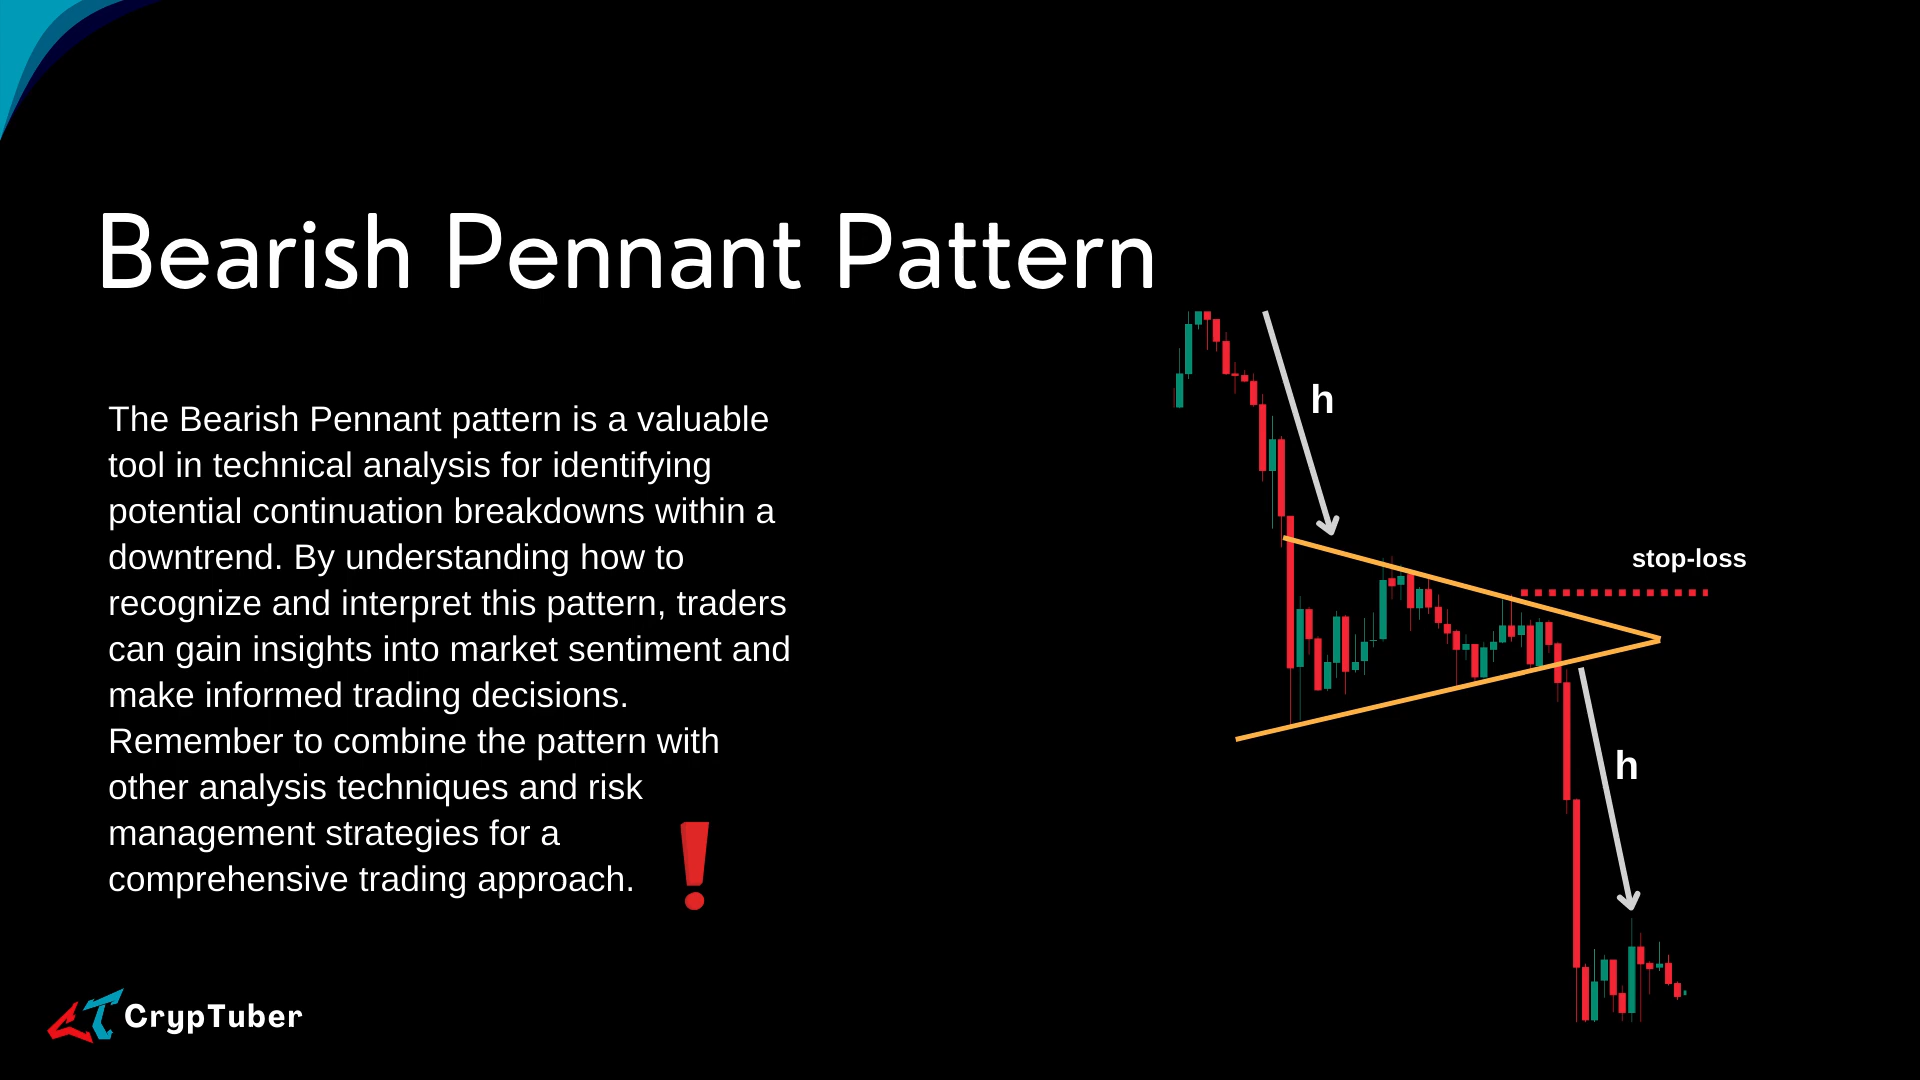 Bearish Pennant Pattern
The Bearish Pennant pattern is a valuable
tool in technical analysis for identifying
potential continuation breakdowns within a
downtrend. By understanding how to
recognize and interpret this pattern, traders
can gain insights into market sentiment and
make informed trading decisions.
Remember to combine the pattern with
other analysis techniques and risk
management strategies for a
comprehensive trading approach.
h
stop-loss
h
CrypTuber